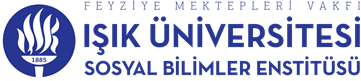 FEYZİYE MEKTEPLERİ VAKFI
IŞIK ÜNİVERSİTESİ
SOSYAL BİLİMLER ENSTİTÜSÜ
1885